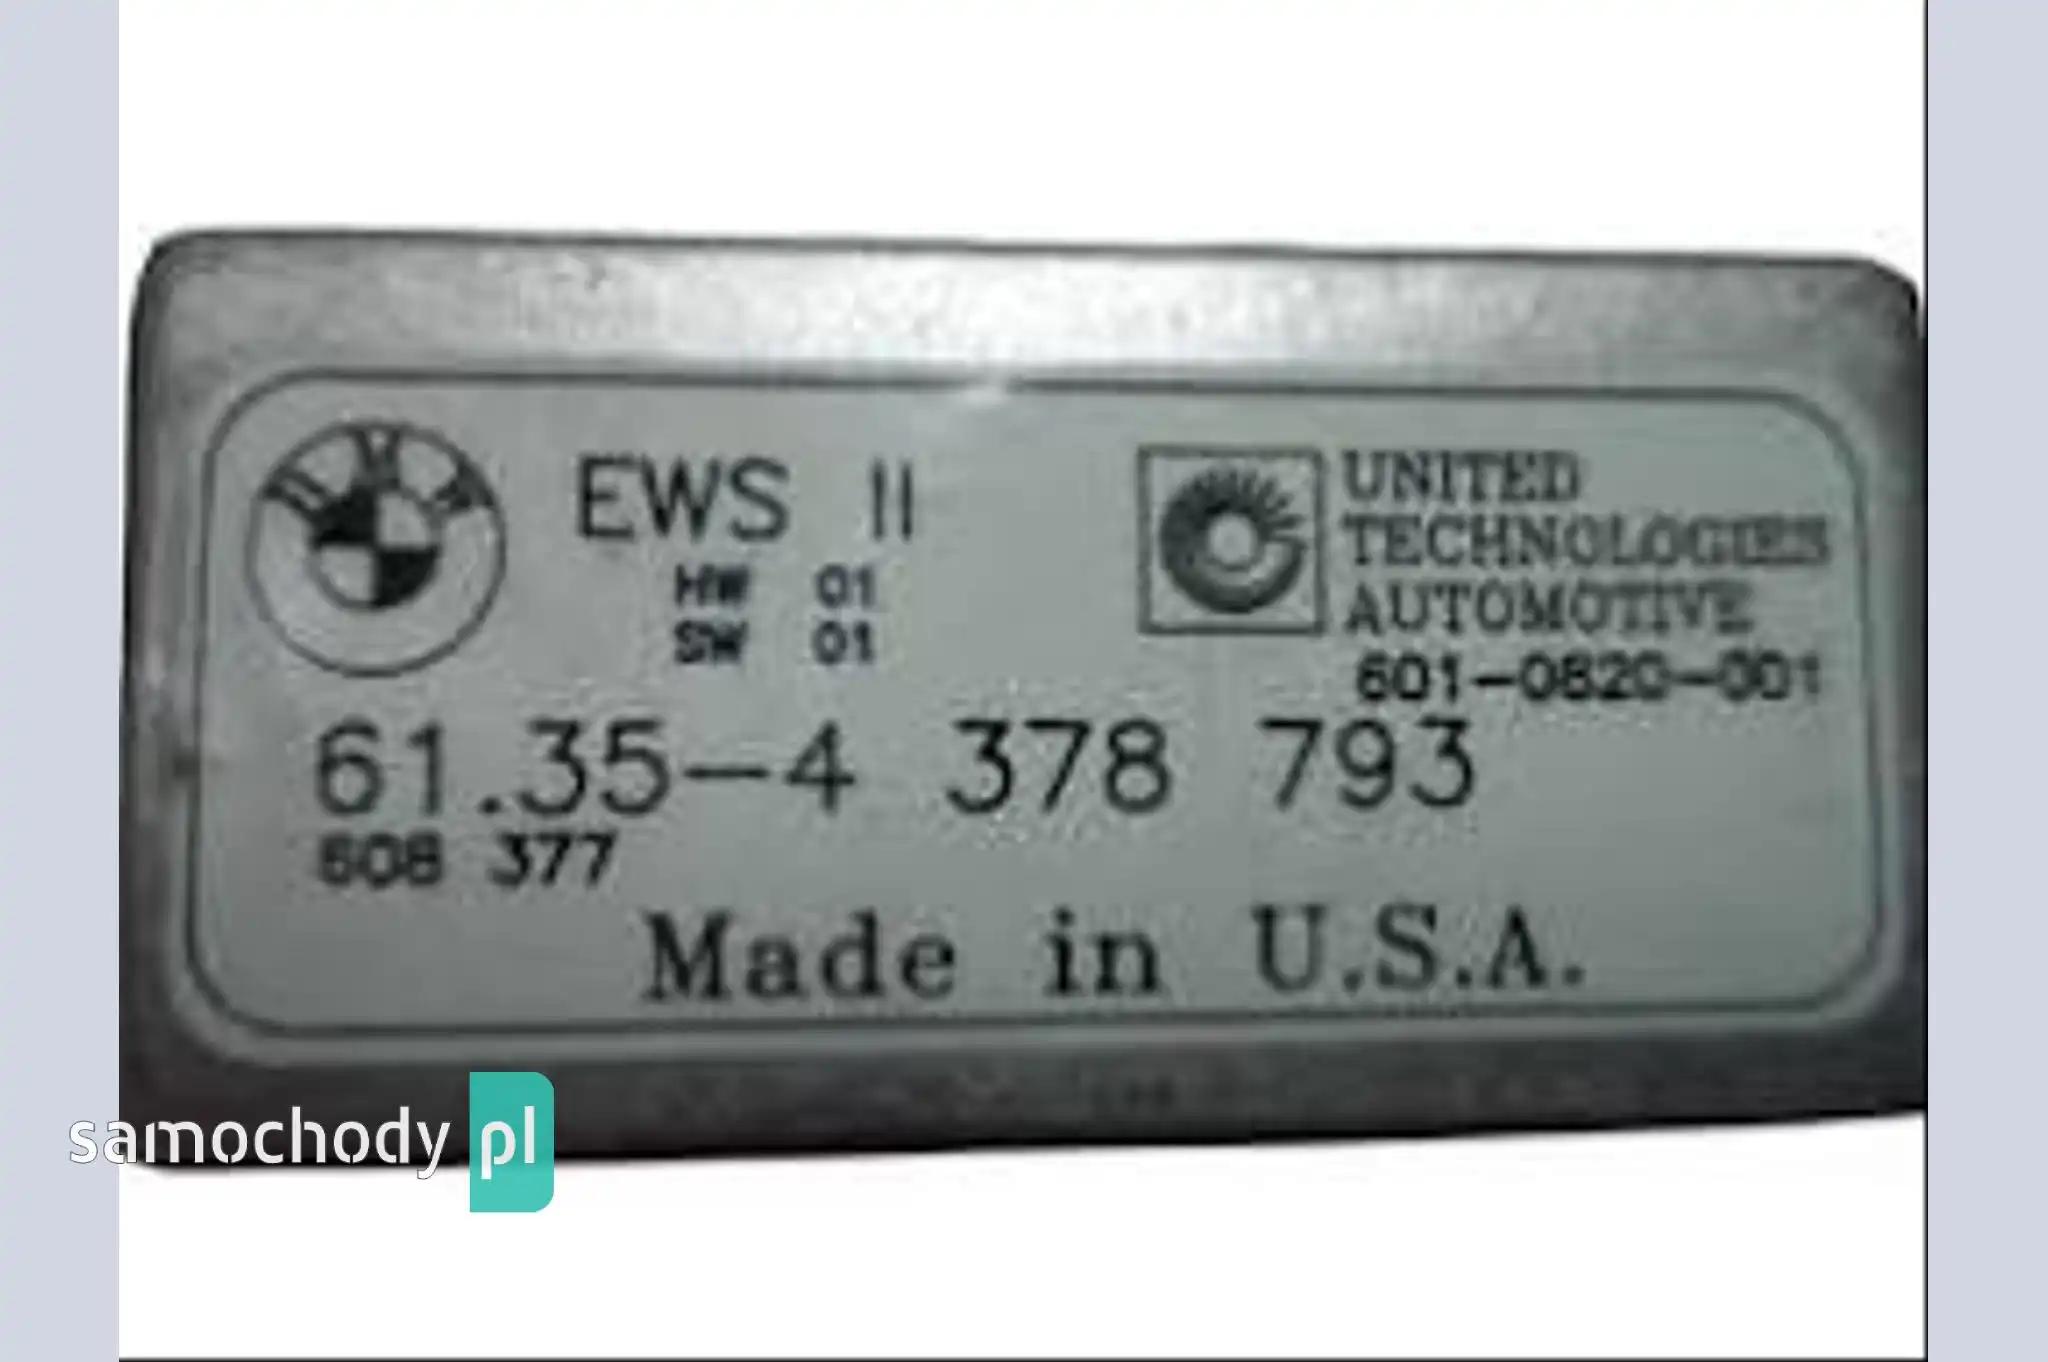 BMW
EWS II
HW 01
SW 01
UNITED
TECHNOLOGIES
AUTOMOTIVE
601-0820-001
61.35-4 378 793
608 377
Made in U.S.A.
samochody pl